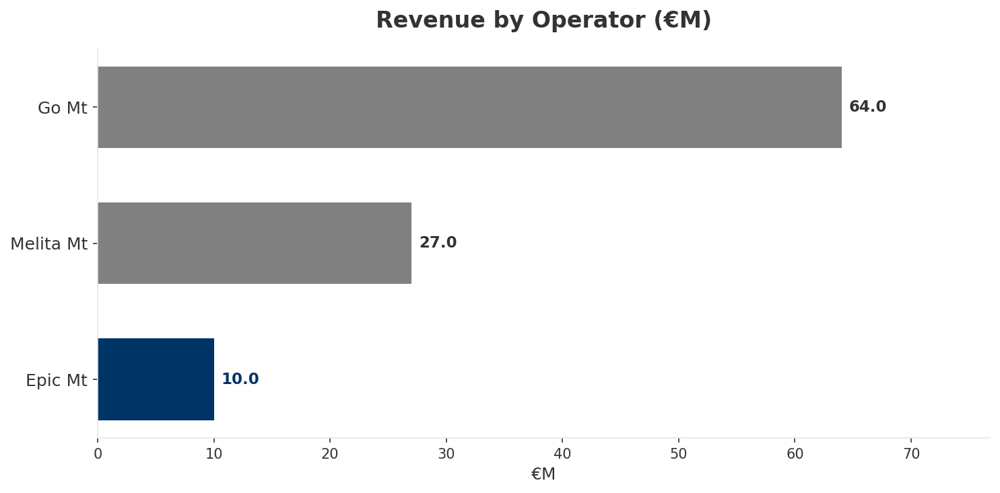 Revenue by Operator (€M)
Go Mt
64.0
Melita Mt
27.0
Epic Mt
10.0
0 10 20 30 40 50 60 70
€M